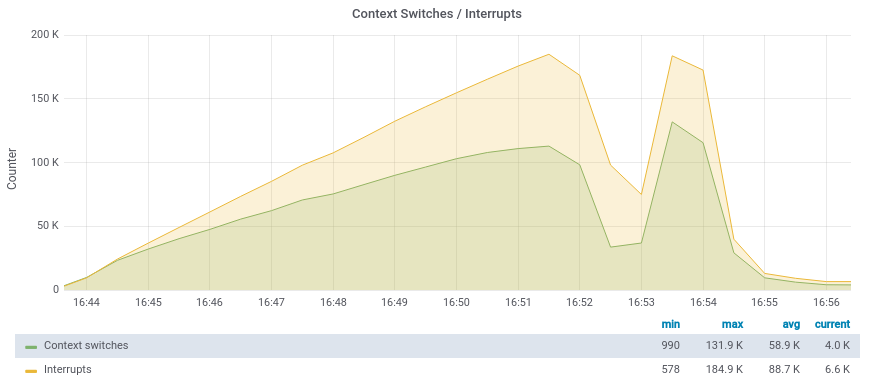 Context Switches / Interrupts
200 K
150 K
100 K
50 K
0
Counter
16:44 16:45 16:46 16:47 16:48 16:49 16:50 16:51 16:52 16:53 16:54 16:55 16:56
min max avg current
Context switches 990 131.9 K 58.9 K 4.0 K
Interrupts 578 184.9 K 88.7 K 6.6 K